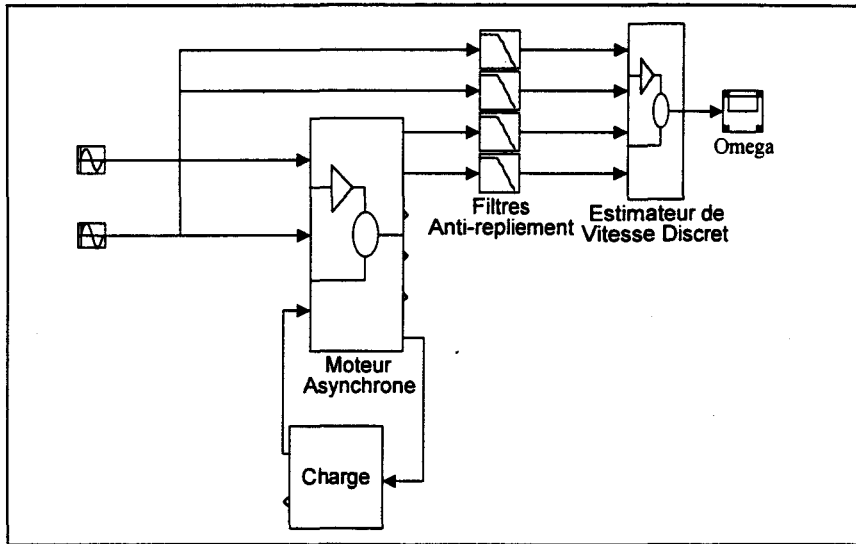 Omega
Filtres
Anti-repliement
Estimateur de
Vitesse Discret
Moteur
Asynchrone
Charge